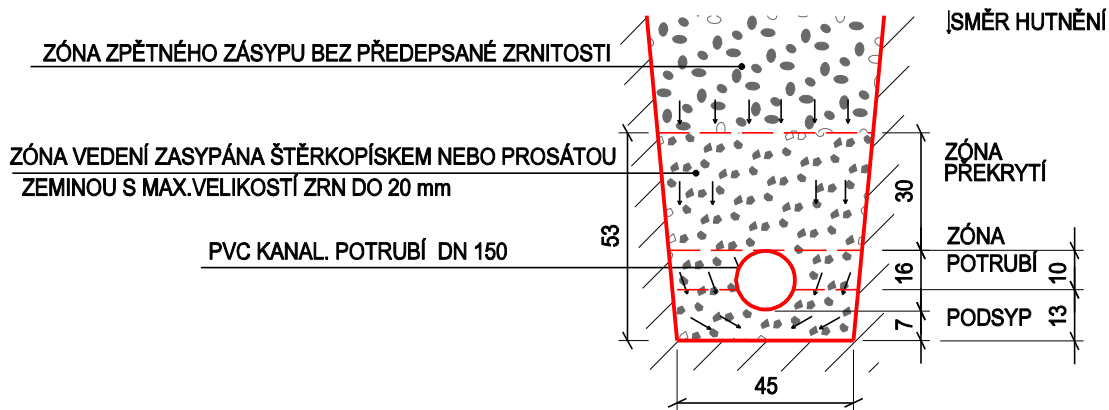 SMĚR HUTNĚNÍ
ZÓNA ZPĚTNÉHO ZÁSYPU BEZ PŘEDEPSANÉ ZRNITOSTI
ZÓNA VEDENÍ ZASYPÁNA ŠTĚRKOPÍSKEM NEBO PROSÁTOU
ZEMINOU S MAX.VELIKOSTÍ ZRN DO 20 mm
ZÓNA
PŘEKRYTÍ
30
53
PVC KANAL. POTRUBÍ DN 150
ZÓNA
POTRUBÍ
16
10
PODSYP
7
13
45